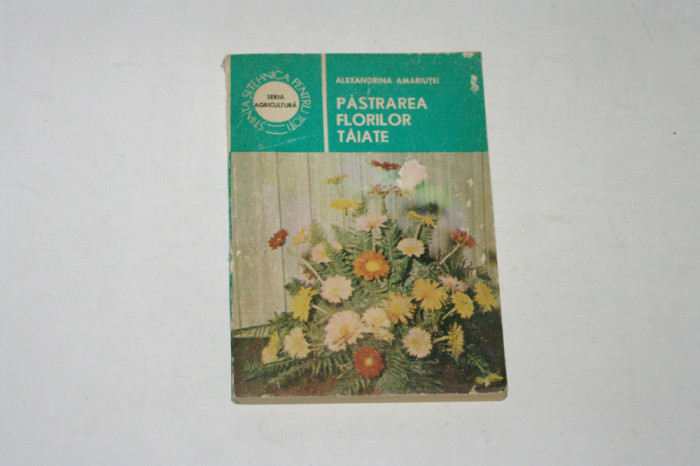 ȘTIINȚA ȘI TEHNICA PENTRU TOȚI
SERIA
AGRICULTURĂ
ALEXANDRINA AMARIUȚEI
PĂSTRAREA
FLORILOR
TĂIATE